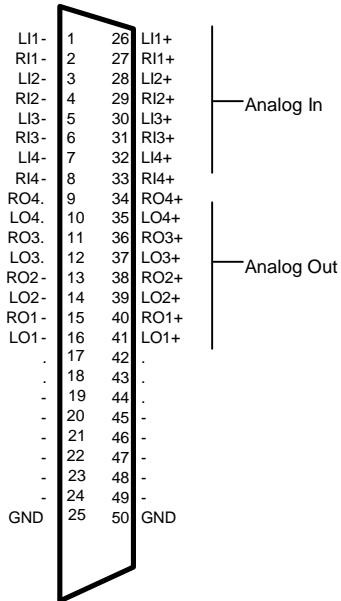 LI1- 1 26 LI1+
RI1- 2 27 RI1+
LI2- 3 28 LI2+
RI2- 4 29 RI2+ Analog In
LI3- 5 30 LI3+
RI3- 6 31 RI3+
LI4- 7 32 LI4+
RI4- 8 33 RI4+
RO4. 9 34 RO4+
LO4. 10 35 LO4+
RO3. 11 36 RO3+
LO3. 12 37 LO3+ Analog Out
RO2- 13 38 RO2+
LO2- 14 39 LO2+
RO1- 15 40 RO1+
LO1- 16 41 LO1+
. 17 42 .
. 18 43 .
- 19 44 .
- 20 45 -
- 21 46 -
- 22 47 -
- 23 48 -
- 24 49 -
GND 25 50 GND